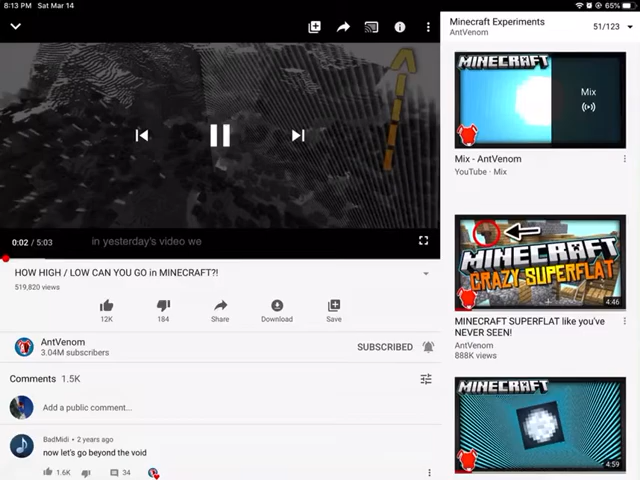 8:13 PM Sat Mar 14
65%
0:02 / 5:03
in yesterday's video we
HOW HIGH / LOW CAN YOU GO in MINECRAFT?!
519,820 views
12K
184
Share
Download
Save
AntVenom
3.04M subscribers
SUBSCRIBED
Comments 1.5K
Add a public comment...
BadMidi • 2 years ago
now let's go beyond the void
1.6K
34
Minecraft Experiments
AntVenom
51/123
MINECRAFT
Mix
Mix - AntVenom
YouTube · Mix
MINECRAFT
CRAZY SUPERFLAT
4:46
MINECRAFT SUPERFLAT like you've
NEVER SEEN!
AntVenom
888K views
MINECRAFT
4:59